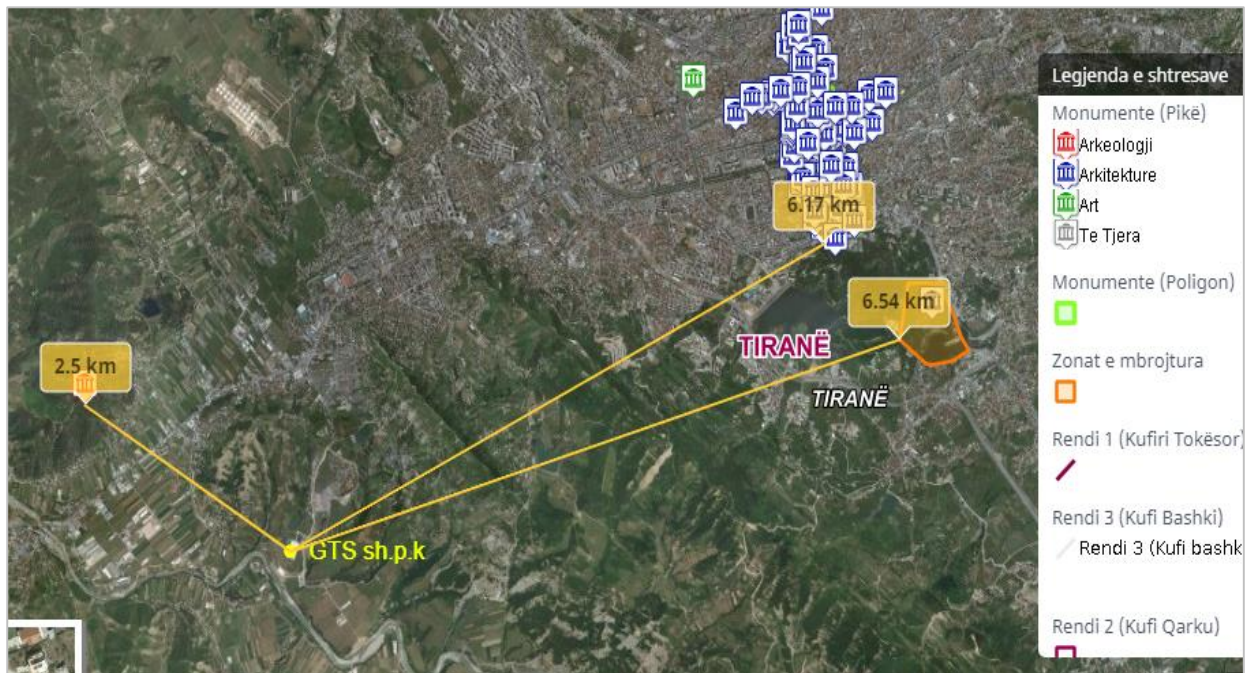 6.17 km
6.54 km
2.5 km
TIRANË
TIRANË
GTS sh.p.k
Legjenda e shtresave
Monumente (Pikë)
Arkeologji
Arkitekture
Art
Te Tjera
Monumente (Poligon)
Zonat e mbrojtura
Rendi 1 (Kufiri Tokësor)
Rendi 3 (Kufi Bashki)
Rendi 3 (Kufi bashk
Rendi 2 (Kufi Qarku)